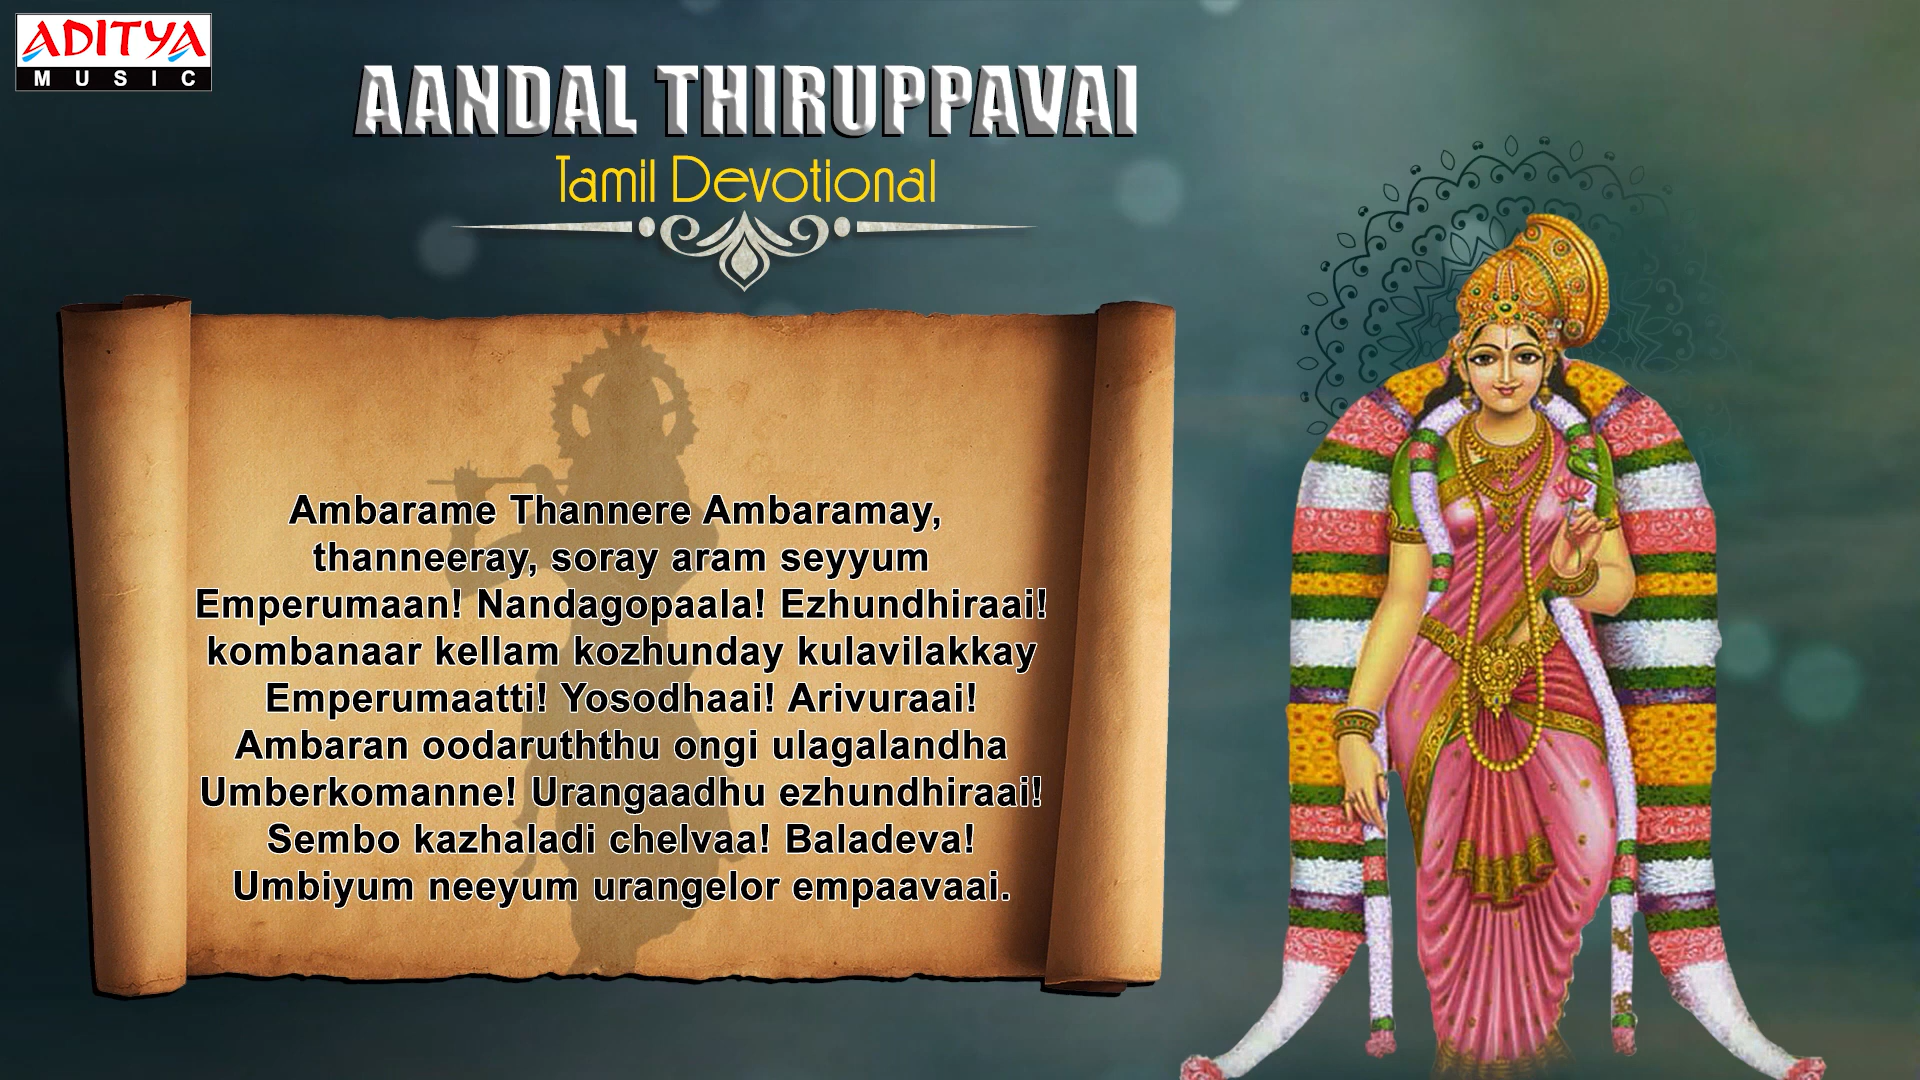 ADITYA
MUSIC
AANDAL THIRUPPAVAI
Tamil Devotional
Ambarame Thannere Ambaramay,
thanneeray, soray aram seyyum
Emperumaan! Nandagopaala! Ezhundhiraai!
kombanaar kellam kozhunday kulavilakkay
Emperumaatti! Yosodhaai! Arivuraai!
Ambaran oodaruththu ongi ulagalandha
Umberkomanne! Urangaadhu ezhundhiraai!
Sembo kazhaladi chelvaa! Baladeva!
Umbiyum neeyum urangelor empaavaai.